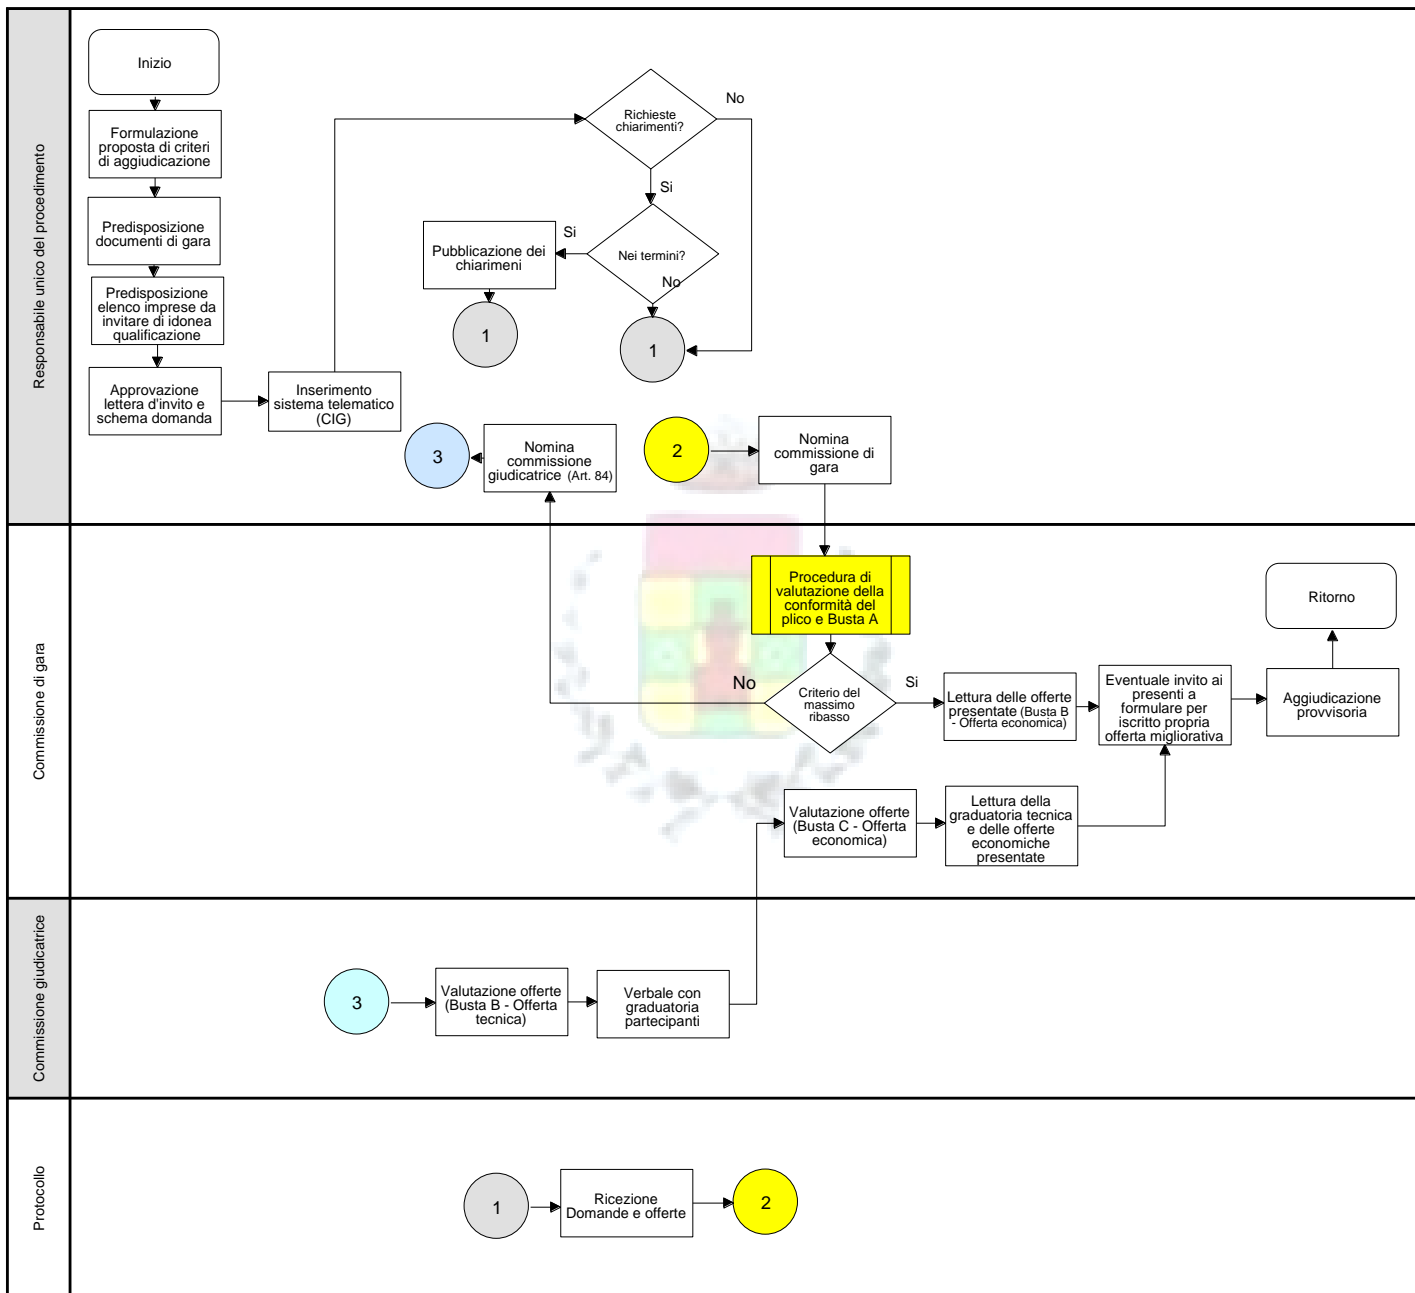 Responsabile unico del procedimento
Inizio
Formulazione
proposta di criteri
di aggiudicazione
Predisposizione
documenti di gara
Predisposizione
elenco imprese da
invitare di idonea
qualificazione
Approvazione
lettera d'invito e
schema domanda
Inserimento
sistema telematico
(CIG)
Richieste
chiarimenti?
No
Si
Nei termini?
Si
No
Pubblicazione dei
chiarimeni
1
1
3
Nomina
commissione
giudicatrice (Art. 84)
2
Nomina
commissione di
gara
Commissione di gara
Procedura di
valutazione della
conformità del
plico e Busta A
Criterio del
massimo
ribasso
No
Si
Lettura delle offerte
presentate (Busta B
- Offerta economica)
Eventuale invito ai
presenti a
formulare per
iscritto propria
offerta migliorativa
Aggiudicazione
provvisoria
Ritorno
Valutazione offerte
(Busta C - Offerta
economica)
Lettura della
graduatoria tecnica
e delle offerte
economiche
presentate
Commissione giudicatrice
3
Valutazione offerte
(Busta B - Offerta
tecnica)
Verbale con
graduatoria
partecipanti
Protocollo
1
Ricezione
Domande e offerte
2